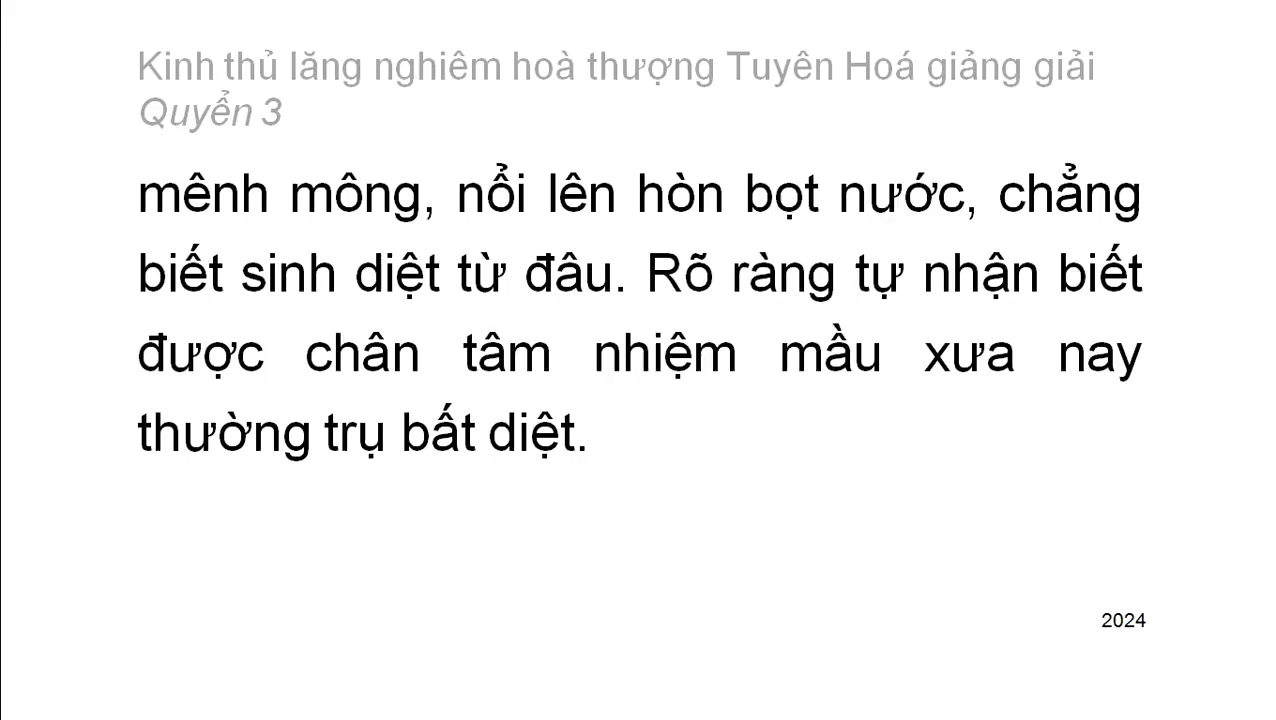 Kinh thủ lăng nghiêm hoà thượng Tuyên Hoá giảng giải
Quyển 3
mênh mông, nổi lên hòn bọt nước, chẳng
biết sinh diệt từ đâu. Rõ ràng tự nhận biết
được chân tâm nhiệm mầu xưa nay
thường trụ bất diệt.
2024